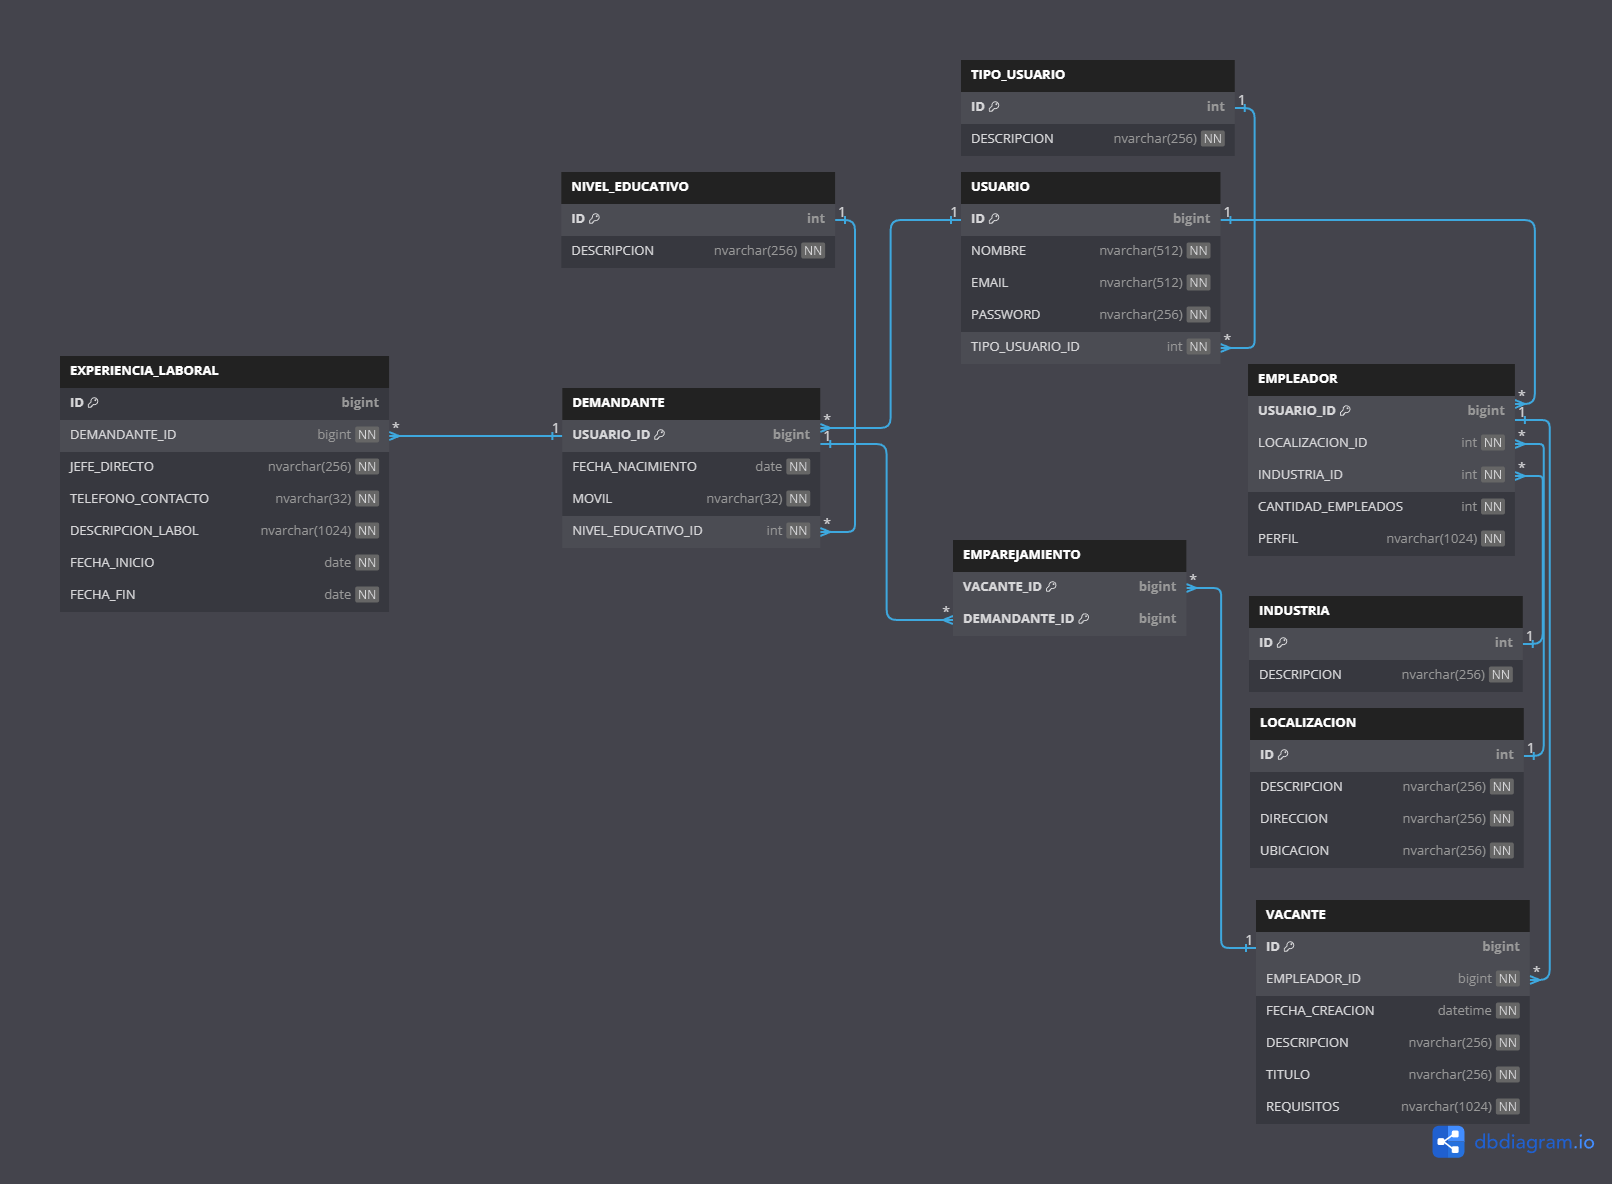 TIPO_USUARIO
ID int
DESCRIPCION nvarchar(256) NN
1
NIVEL_EDUCATIVO
ID int
DESCRIPCION nvarchar(256) NN
1
USUARIO
ID bigint
NOMBRE nvarchar(512) NN
EMAIL nvarchar(512) NN
PASSWORD nvarchar(256) NN
TIPO_USUARIO_ID int NN
1
1
*
EXPERIENCIA_LABORAL
ID bigint
DEMANDANTE_ID bigint NN
JEFE_DIRECTO nvarchar(256) NN
TELEFONO_CONTACTO nvarchar(32) NN
DESCRIPCION_LABOL nvarchar(1024) NN
FECHA_INICIO date NN
FECHA_FIN date NN
*
1
DEMANDANTE
USUARIO_ID bigint
FECHA_NACIMIENTO date NN
MOVIL nvarchar(32) NN
NIVEL_EDUCATIVO_ID int NN
*
1
*
EMPLEADOR
USUARIO_ID bigint
LOCALIZACION_ID int NN
INDUSTRIA_ID int NN
CANTIDAD_EMPLEADOS int NN
PERFIL nvarchar(1024) NN
*
1
*
*
EMPAREJAMIENTO
VACANTE_ID bigint
DEMANDANTE_ID bigint
*
*
INDUSTRIA
ID int
DESCRIPCION nvarchar(256) NN
1
LOCALIZACION
ID int
DESCRIPCION nvarchar(256) NN
DIRECCION nvarchar(256) NN
UBICACION nvarchar(256) NN
1
VACANTE
ID bigint
EMPLEADOR_ID bigint NN
FECHA_CREACION datetime NN
DESCRIPCION nvarchar(256) NN
TITULO nvarchar(256) NN
REQUISITOS nvarchar(1024) NN
1
*
dbdiagram.io